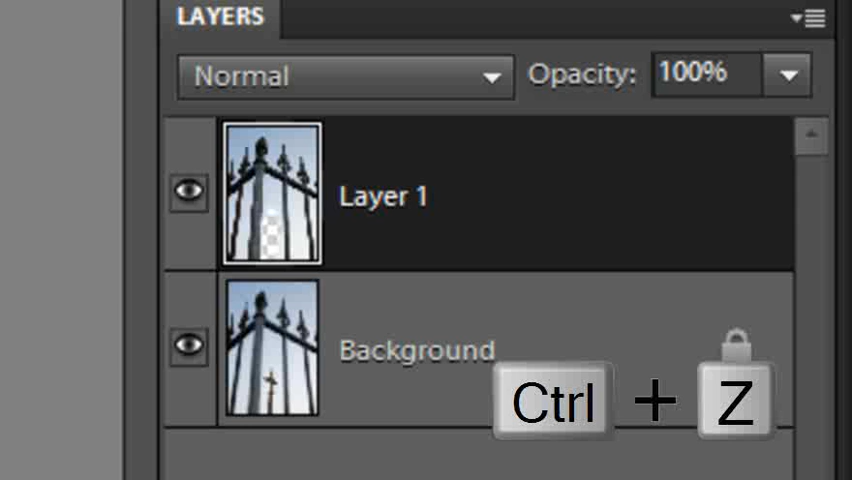 LAYERS
Normal
Opacity: 100%
Layer 1
Background
Ctrl + Z